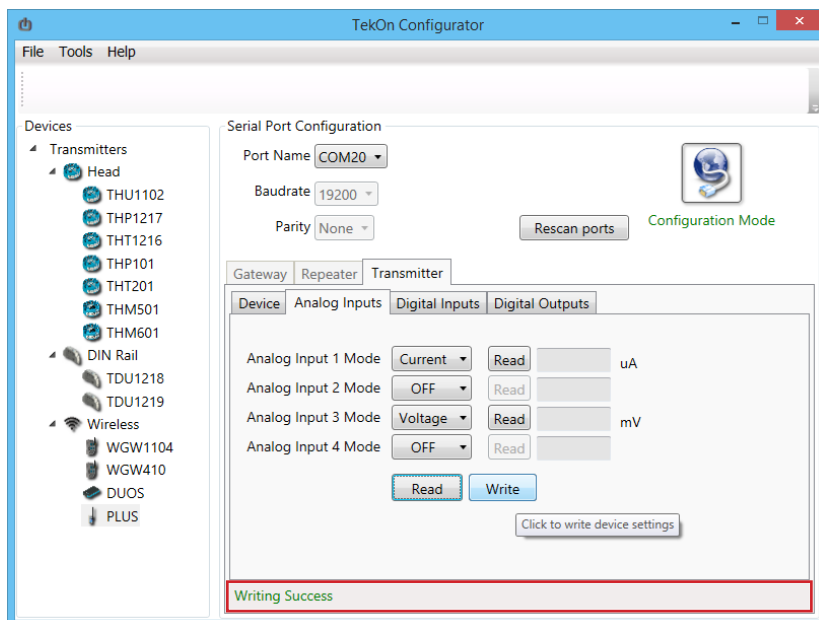 TekOn Configurator
File Tools Help
Devices
Transmitters
Head
THU1102
THP1217
THT1216
THP101
THT201
THM501
THM601
DIN Rail
TDU1218
TDU1219
Wireless
WGW1104
WGW410
DUOS
PLUS
Serial Port Configuration
Port Name COM20
Baudrate 19200
Parity None
Rescan ports
Configuration Mode
Gateway Repeater Transmitter
Device Analog Inputs Digital Inputs Digital Outputs
Analog Input 1 Mode Current Read uA
Analog Input 2 Mode OFF Read
Analog Input 3 Mode Voltage Read mV
Analog Input 4 Mode OFF Read
Read Write
Click to write device settings
Writing Success